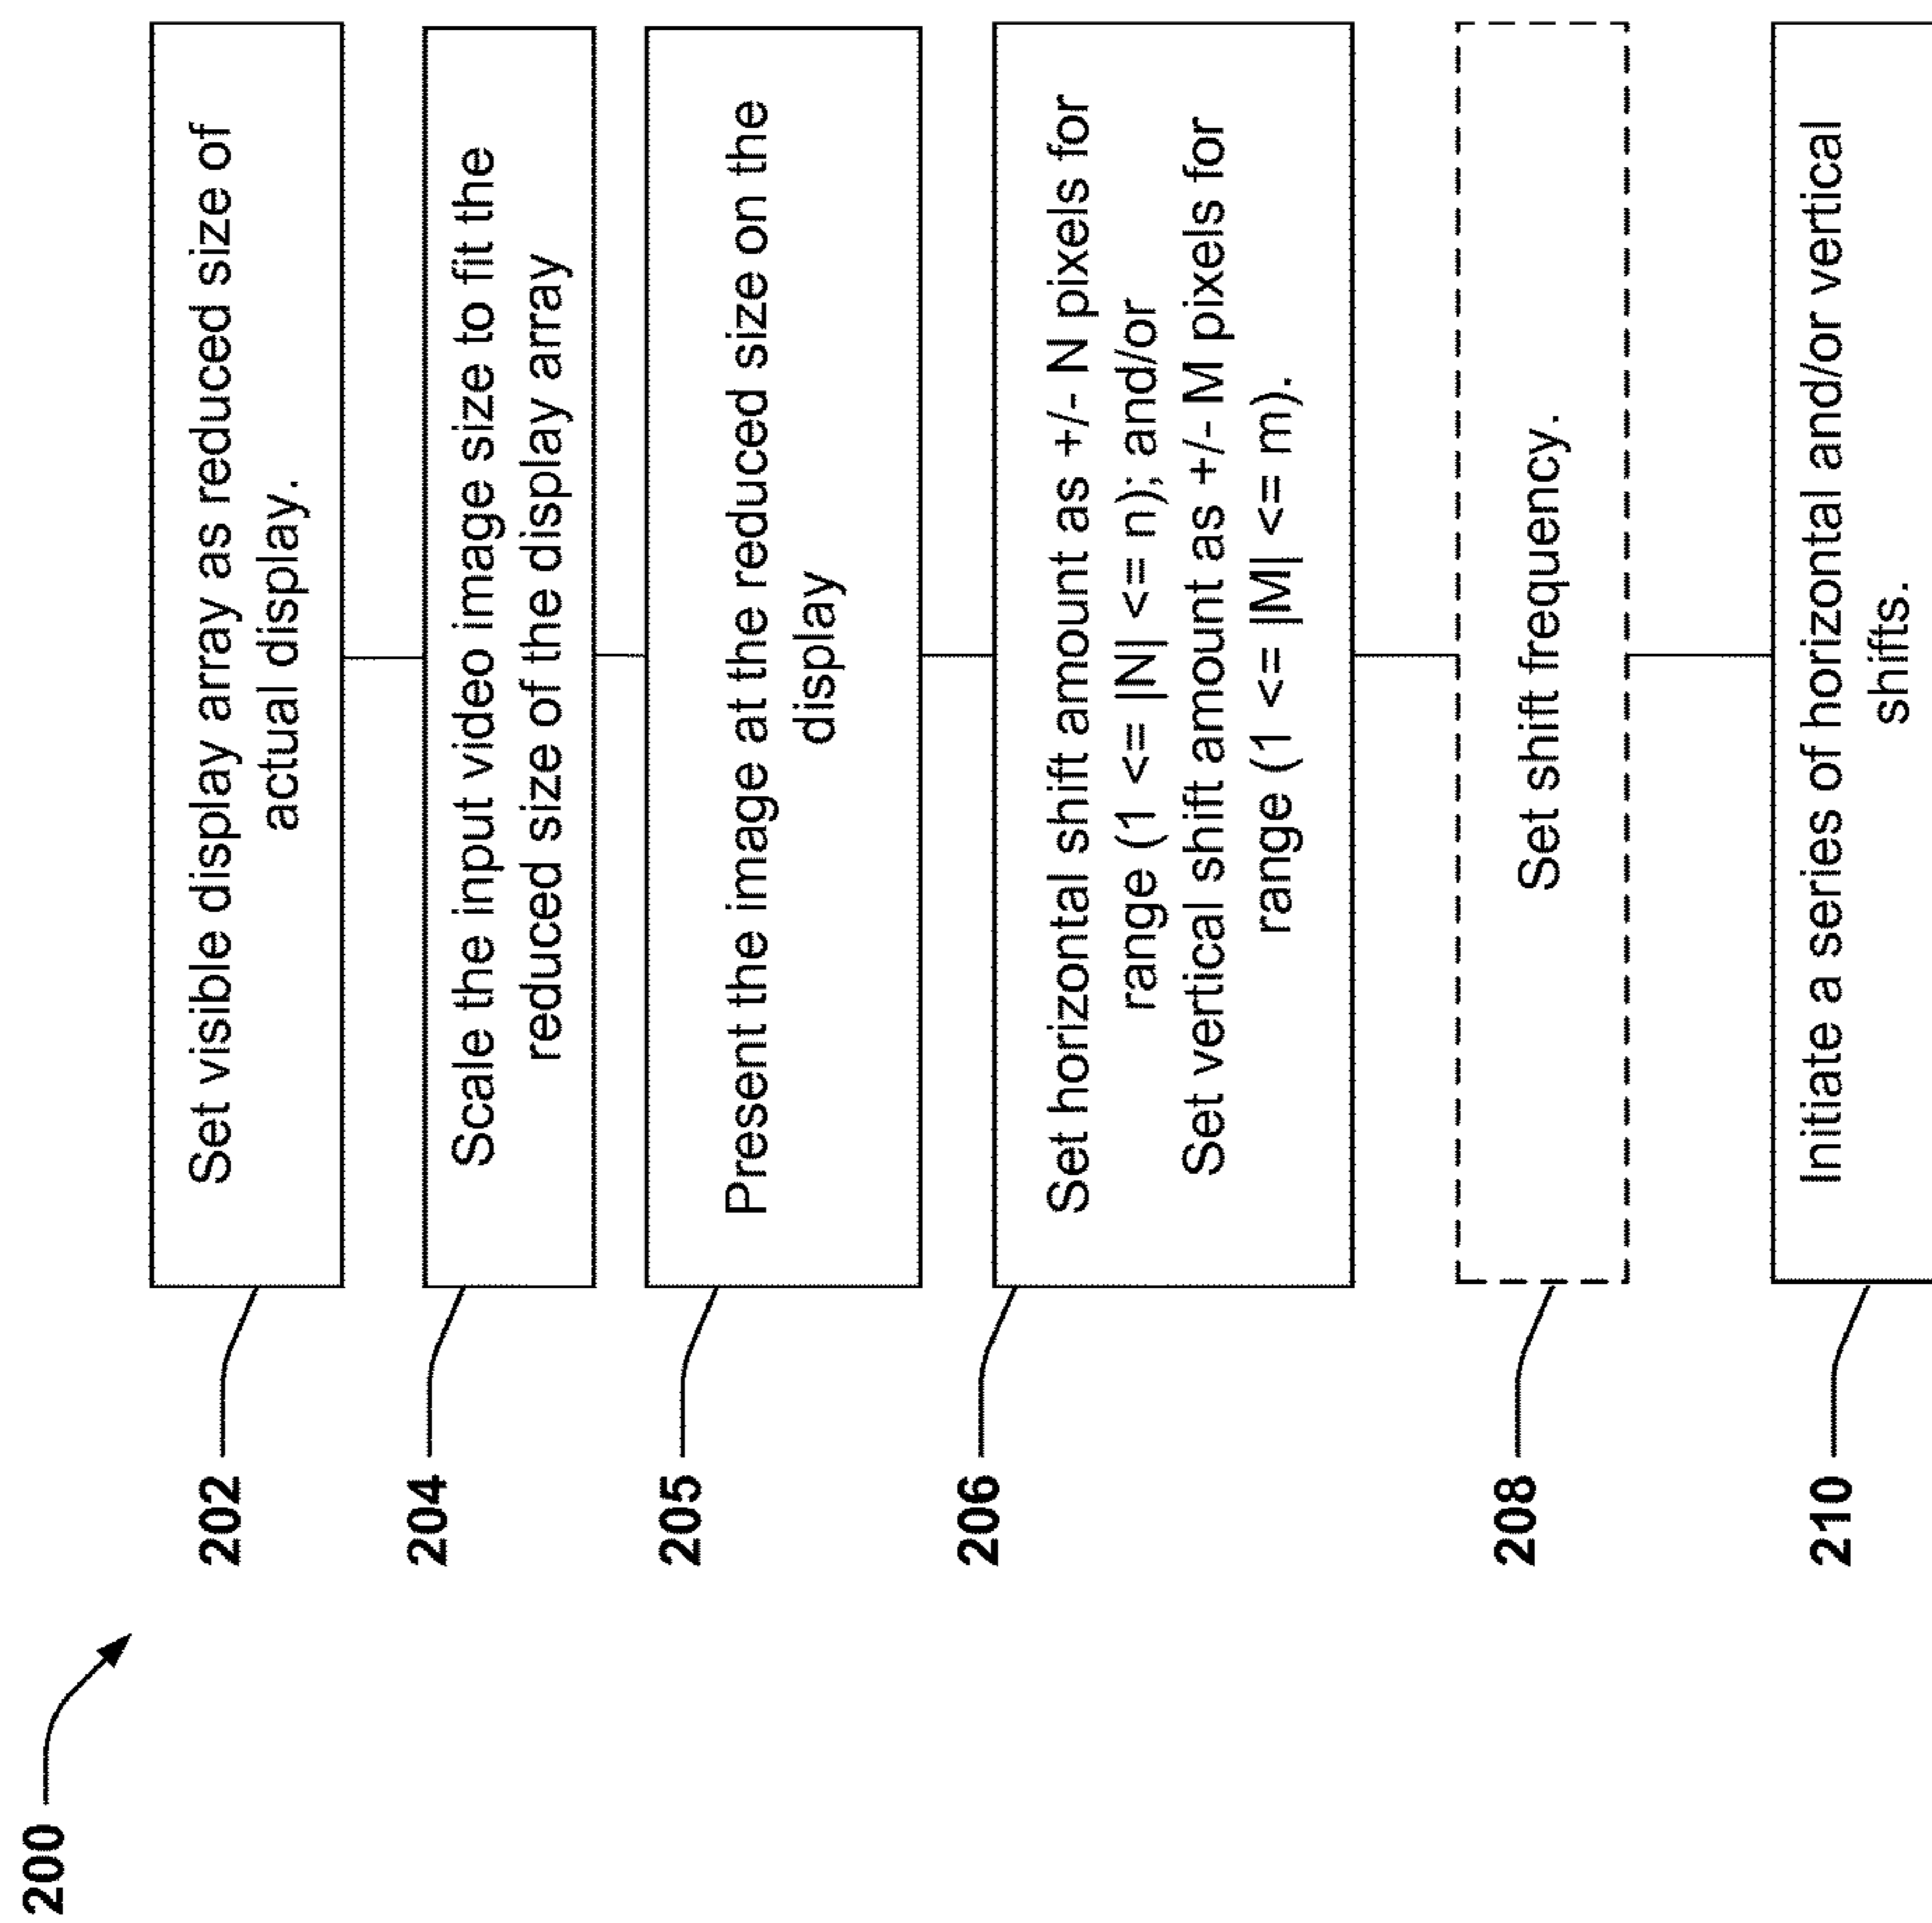 200
202
Set visible display array as reduced size of
actual display.
204
Scale the input video image size to fit the
reduced size of the display array
205
Present the image at the reduced size on the
display
206
Set horizontal shift amount as +/- N pixels for
range (1 <= |N| <= n); and/or
Set vertical shift amount as +/- M pixels for
range (1 <= |M| <= m).
208
Set shift frequency.
210
Initiate a series of horizontal and/or vertical
shifts.